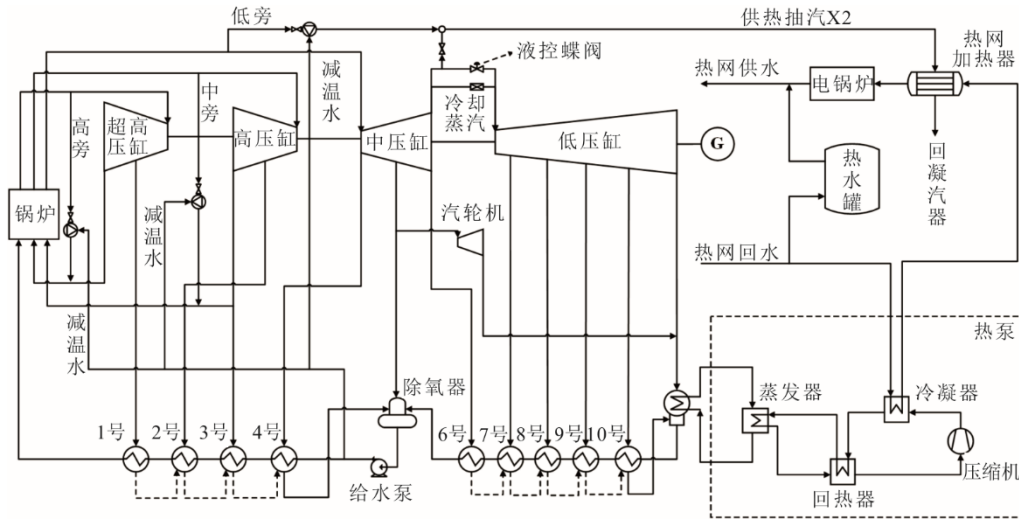 低旁
供热抽汽X2
液控蝶阀
热网
加热器
减温水
中旁
热网供水
电锅炉
冷却
蒸汽
高旁
超高
压缸
高压缸
中压缸
低压缸
G
热水罐
回凝汽器
锅炉
减温水
汽轮机
热网回水
减温水
热泵
除氧器
蒸发器
冷凝器
1号
2号
3号
4号
6号
7号
8号
9号
10号
给水泵
回热器
压缩机